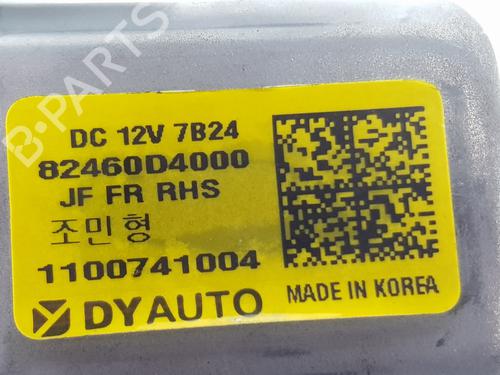 DC 12V 7B24
82460D4000
JF FR RHS
조민형
1100741004
DYAUTO
MADE IN KOREA
B-PARTS